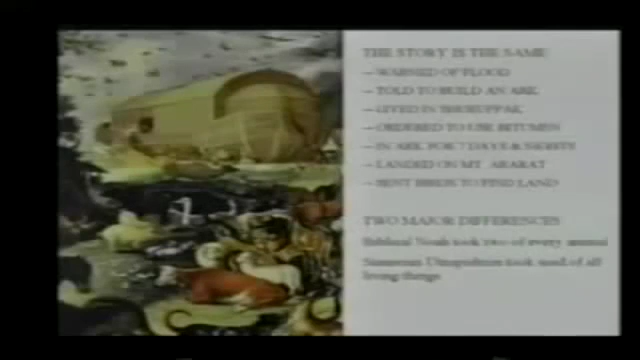 THE STORY IS THE SAME
— WARNED OF FLOOD
— TOLD TO BUILD AN ARK
— LIVED IN SHURUPPAK
— ORDERED TO USE BITUMEN
— IN ARK FOR 7 DAYS & NIGHTS
— LANDED ON MT. ARARAT
— SENT BIRDS TO FIND LAND
TWO MAJOR DIFFERENCES
Biblical Noah took two of every animal
Sumerian Utnapishtim took seed of all
living things